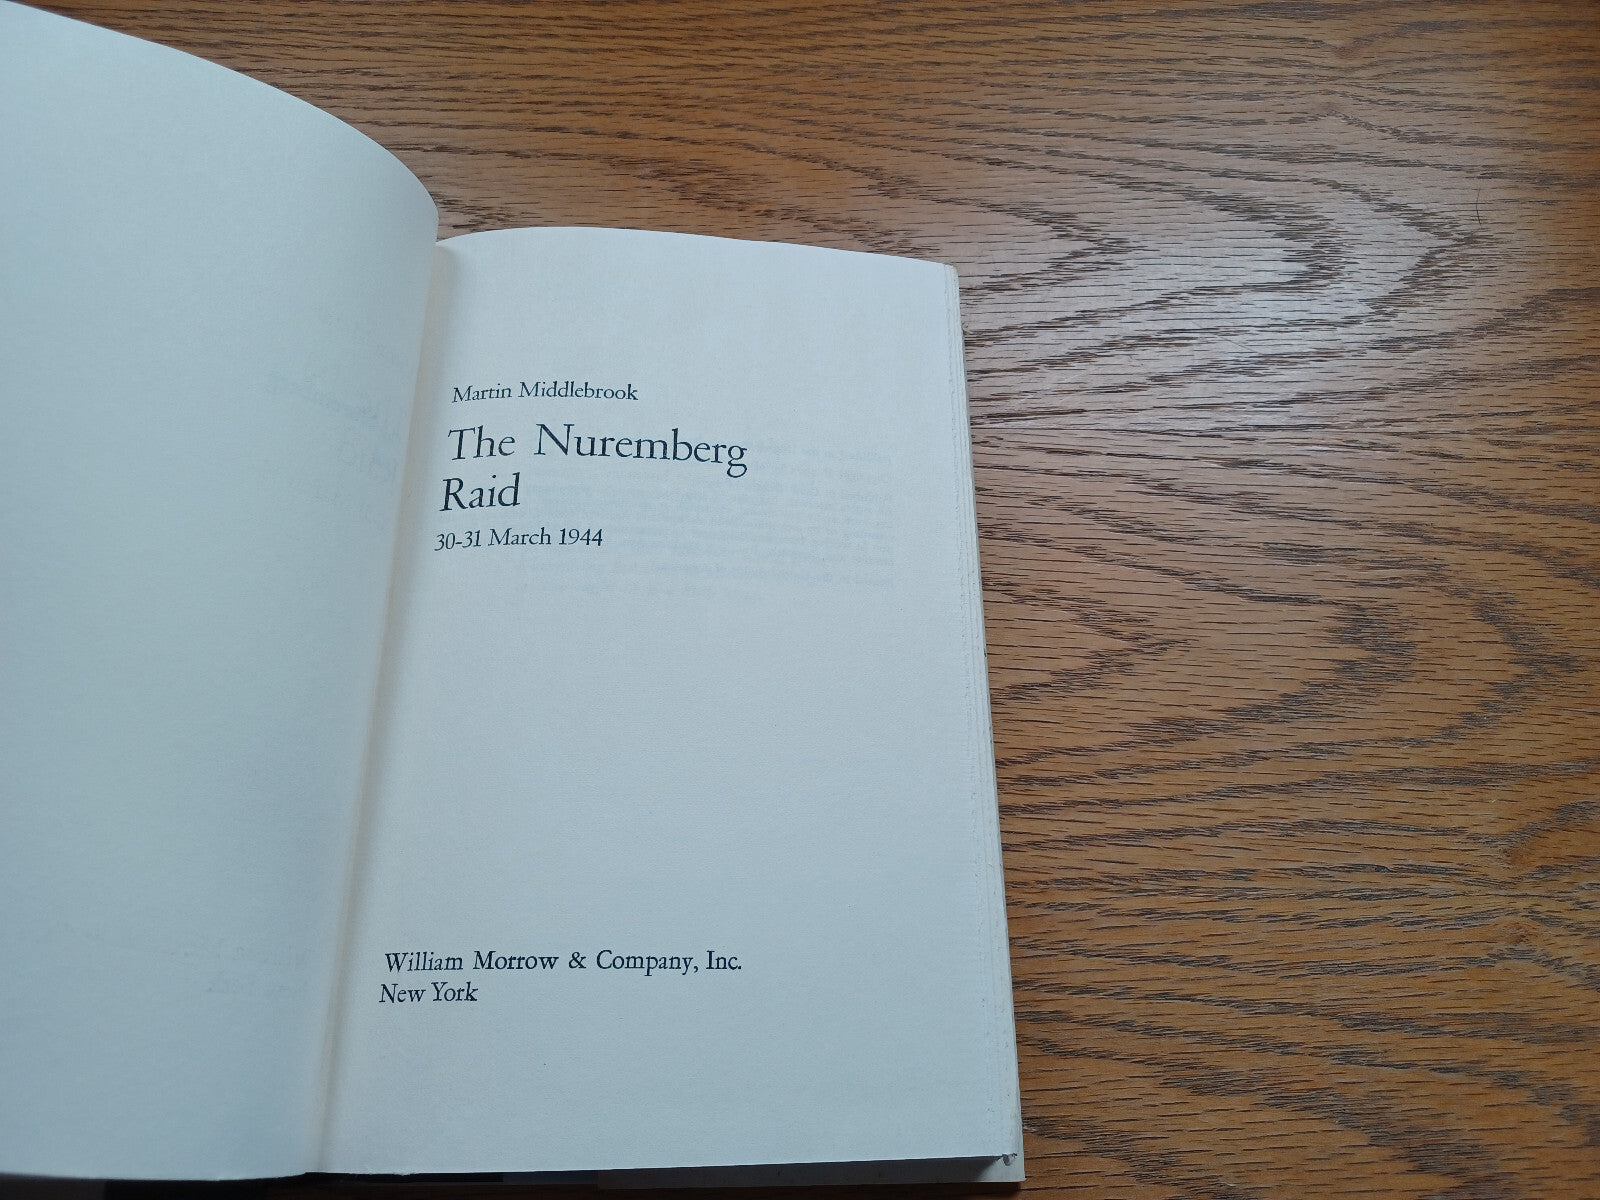 Martin Middlebrook
The Nuremberg
Raid
30-31 March 1944
William Morrow & Company, Inc.
New York